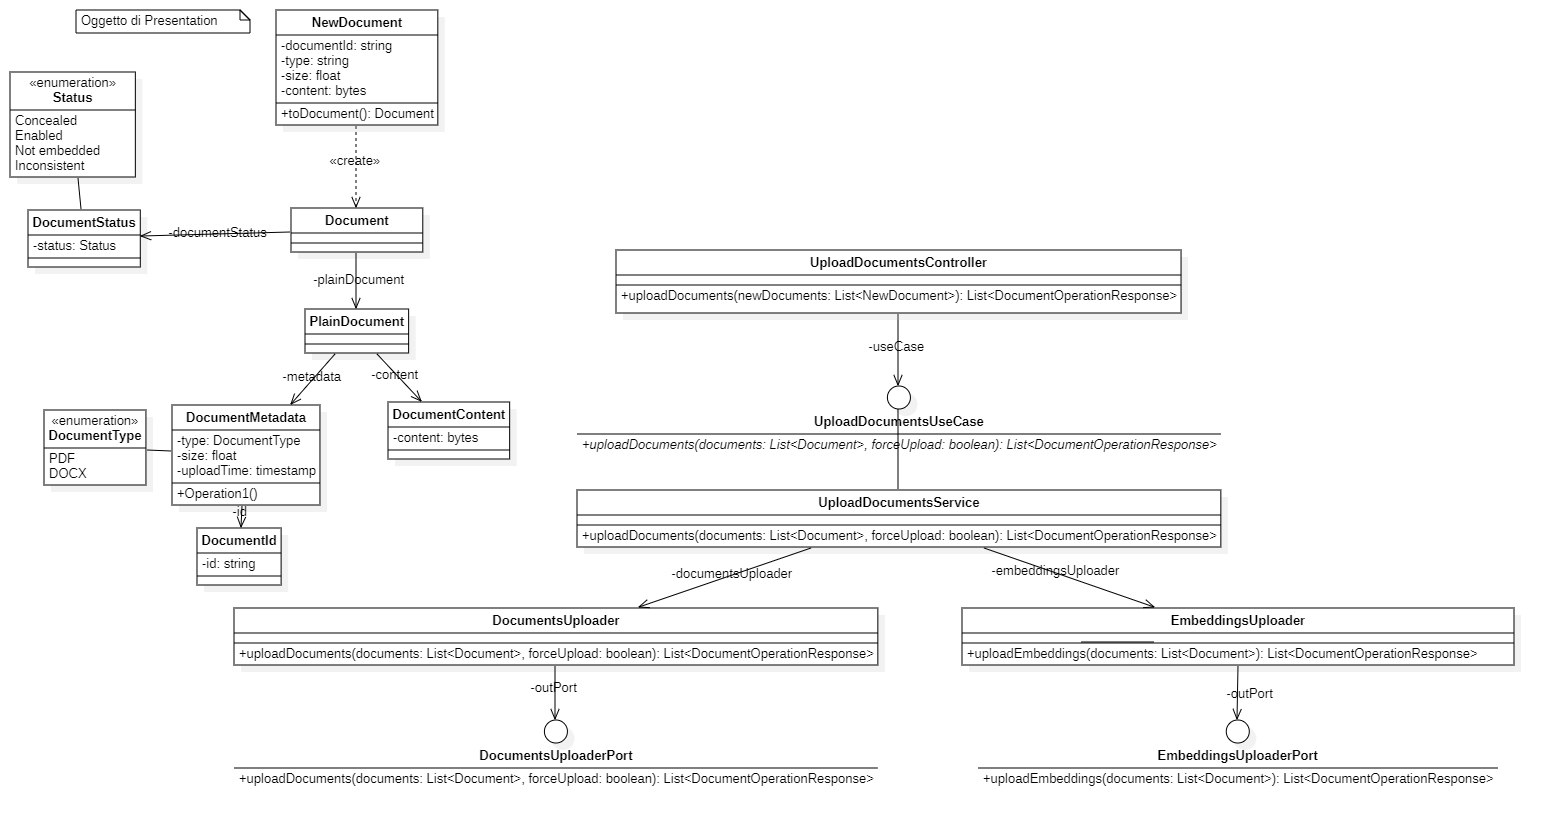 Oggetto di Presentation
NewDocument
-documentId: string
-type: string
-size: float
-content: bytes
+toDocument(): Document
«enumeration»
Status
Concealed
Enabled
Not embedded
Inconsistent
«create»
DocumentStatus
-status: Status
-documentStatus
Document
-plainDocument
PlainDocument
-metadata
-content
«enumeration»
DocumentType
PDF
DOCX
DocumentMetadata
-type: DocumentType
-size: float
-uploadTime: timestamp
+Operation1()
DocumentContent
-content: bytes
-id
DocumentId
-id: string
UploadDocumentsController
+uploadDocuments(newDocuments: List<NewDocument>): List<DocumentOperationResponse>
-useCase
UploadDocumentsUseCase
+uploadDocuments(documents: List<Document>, forceUpload: boolean): List<DocumentOperationResponse>
UploadDocumentsService
+uploadDocuments(documents: List<Document>, forceUpload: boolean): List<DocumentOperationResponse>
-documentsUploader
-embeddingsUploader
DocumentsUploader
+uploadDocuments(documents: List<Document>, forceUpload: boolean): List<DocumentOperationResponse>
EmbeddingsUploader
+uploadEmbeddings(documents: List<Document>): List<DocumentOperationResponse>
-outPort
-outPort
DocumentsUploaderPort
+uploadDocuments(documents: List<Document>, forceUpload: boolean): List<DocumentOperationResponse>
EmbeddingsUploaderPort
+uploadEmbeddings(documents: List<Document>): List<DocumentOperationResponse>